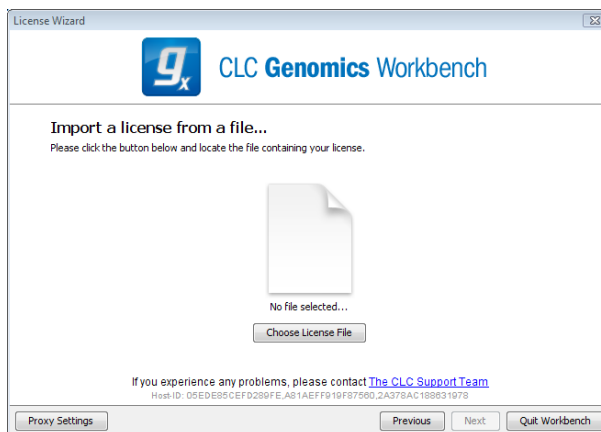 License Wizard
gx CLC Genomics Workbench
Import a license from a file...
Please click the button below and locate the file containing your license.
No file selected...
Choose License File
If you experience any problems, please contact The CLC Support Team
Host-ID: 05EDE85CEFD289FE,A81AEFF919F87560,2A378AC188631978
Proxy Settings Previous Next Quit Workbench